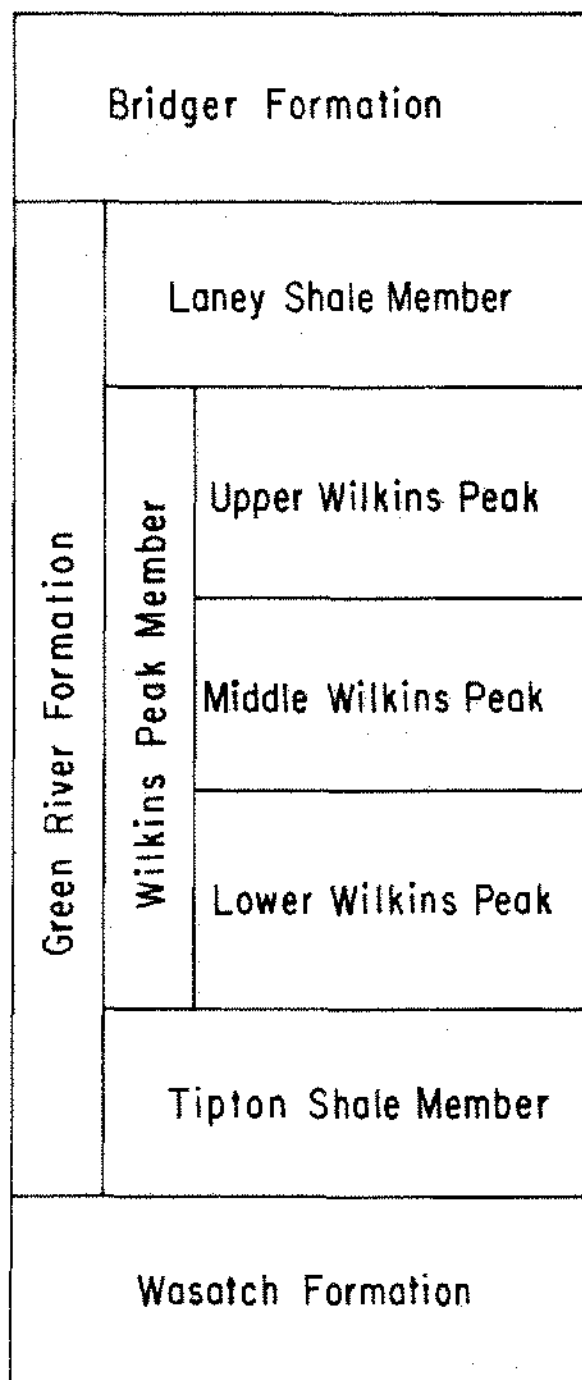 Bridger Formation
Green River Formation
Laney Shale Member
Wilkins Peak Member
Upper Wilkins Peak
Middle Wilkins Peak
Lower Wilkins Peak
Tipton Shale Member
Wasatch Formation